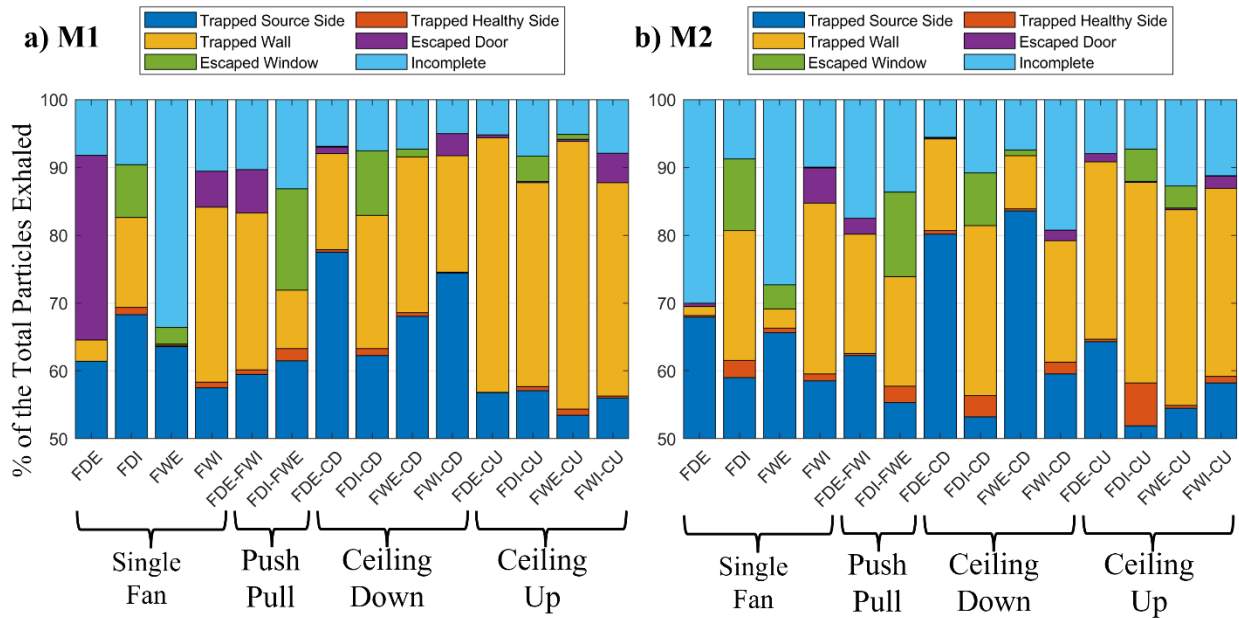 a) M1
Trapped Source Side
Trapped Healthy Side
Trapped Wall
Escaped Door
Escaped Window
Incomplete
% of the Total Particles Exhaled
100
90
80
70
60
50
FDE
FDI
FWE
FWI
FDE-FWI
FDI-FWE
FDE-CD
FDI-CD
FWE-CD
FWI-CD
FDE-CU
FDI-CU
FWE-CU
FWI-CU
Single
Fan
Push
Pull
Ceiling
Down
Ceiling
Up
b) M2
Trapped Source Side
Trapped Healthy Side
Trapped Wall
Escaped Door
Escaped Window
Incomplete
100
90
80
70
60
50
FDE
FDI
FWE
FWI
FDE-FWI
FDI-FWE
FDE-CD
FDI-CD
FWE-CD
FWI-CD
FDE-CU
FDI-CU
FWE-CU
FWI-CU
Single
Fan
Push
Pull
Ceiling
Down
Ceiling
Up